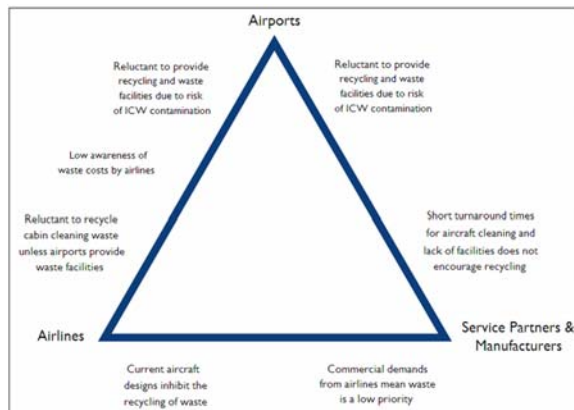 Airports
Reluctant to provide
recycling and waste
facilities due to risk
of ICW contamination
Reluctant to provide
recycling and waste
facilities due to risk
of ICW contamination
Low awareness of
waste costs by airlines
Reluctant to recycle
cabin cleaning waste
unless airports provide
waste facilities
Short turnaround times
for aircraft cleaning and
lack of facilities does not
encourage recycling
Airlines
Service Partners &
Manufacturers
Current aircraft
designs inhibit the
recycling of waste
Commercial demands
from airlines mean waste
is a low priority